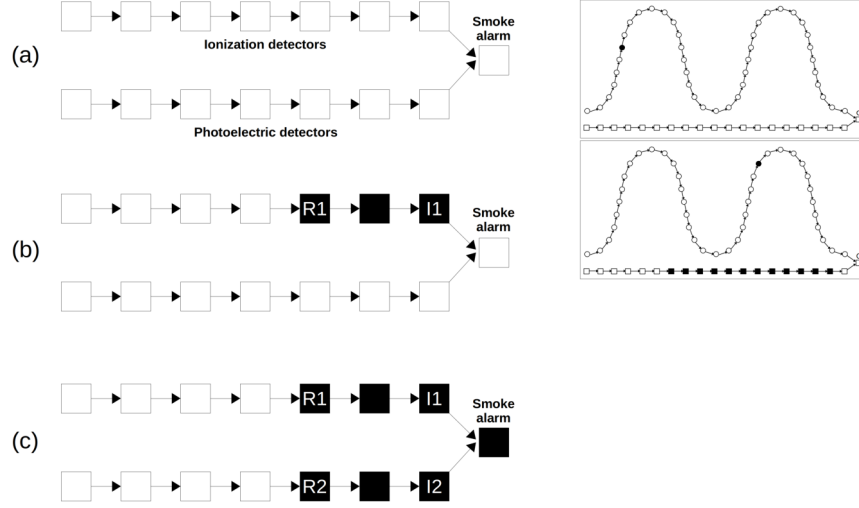 (a)
Ionization detectors
Smoke
alarm
Photoelectric detectors
(b)
R1
I1
Smoke
alarm
(c)
R1
I1
Smoke
alarm
R2
I2